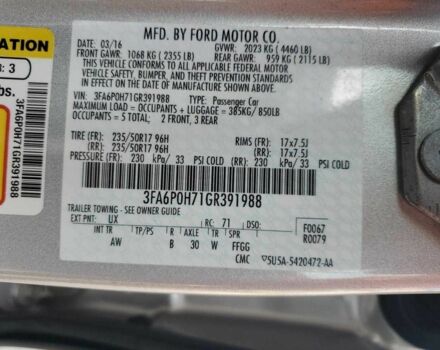 MFD. BY FORD MOTOR CO.
DATE: 03/16 GVWR: 2023 KG ( 4460 LB)
FRONT GAWR: 1068 KG ( 2355 LB) REAR GAWR: 959 KG ( 2115 LB)
THIS VEHICLE CONFORMS TO ALL APPLICABLE FEDERAL MOTOR
VEHICLE SAFETY, BUMPER, AND THEFT PREVENTION STANDARDS IN EFFECT ON
THE DATE OF MANUFACTURE SHOWN ABOVE.
VIN: 3FA6P0H71GR391988 TYPE: Passenger Car
MAXIMUM LOAD = OCCUPANTS + LUGGAGE = 385KG/ 850LB
OCCUPANTS = 5 TOTAL: 2 FRONT, 3 REAR
TIRE (FR): 235/50R17 96H RIMS (FR): 17×7.5J
(RR): 235/50R17 96H (RR): 17×7.5J
PRESSURE (FR): 230 kPa/ 33 PSI COLD (RR): 230 kPa/ 33 PSI COLD
3FA6P0H71GR391988
TRAILER TOWING - SEE OWNER GUIDE
EXT PNT: UX RC: 71 DSO: F0067
R0079
INT TR TP/PS R AXLE TR SPR
AW B 30 W FFGG
CMC 5U5A-5420472-AA
3
bs.
3FA6P0H71GR391988